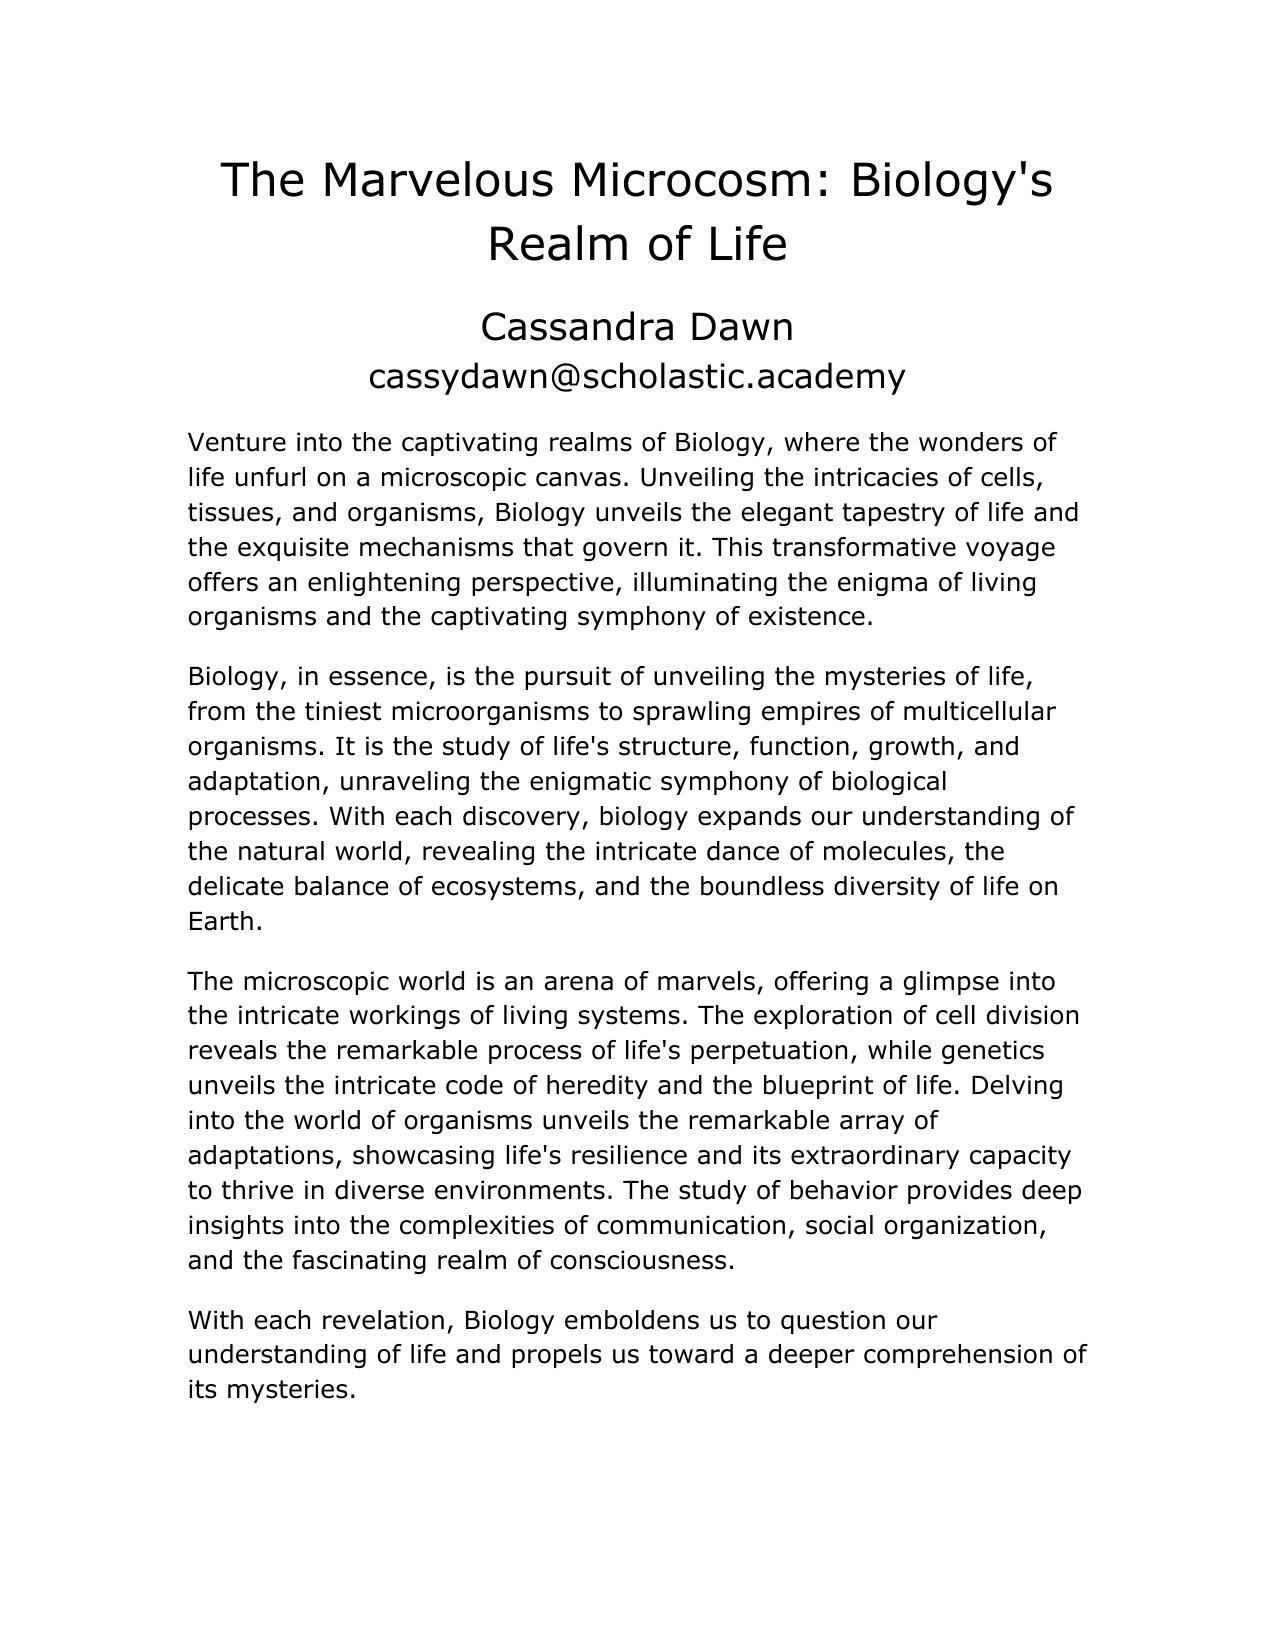 The Marvelous Microcosm: Biology's
Realm of Life
Cassandra Dawn
cassydawn@scholastic.academy
Venture into the captivating realms of Biology, where the wonders of
life unfurl on a microscopic canvas. Unveiling the intricacies of cells,
tissues, and organisms, Biology unveils the elegant tapestry of life and
the exquisite mechanisms that govern it. This transformative voyage
offers an enlightening perspective, illuminating the enigma of living
organisms and the captivating symphony of existence.
Biology, in essence, is the pursuit of unveiling the mysteries of life,
from the tiniest microorganisms to sprawling empires of multicellular
organisms. It is the study of life's structure, function, growth, and
adaptation, unraveling the enigmatic symphony of biological
processes. With each discovery, biology expands our understanding of
the natural world, revealing the intricate dance of molecules, the
delicate balance of ecosystems, and the boundless diversity of life on
Earth.
The microscopic world is an arena of marvels, offering a glimpse into
the intricate workings of living systems. The exploration of cell division
reveals the remarkable process of life's perpetuation, while genetics
unveils the intricate code of heredity and the blueprint of life. Delving
into the world of organisms unveils the remarkable array of
adaptations, showcasing life's resilience and its extraordinary capacity
to thrive in diverse environments. The study of behavior provides deep
insights into the complexities of communication, social organization,
and the fascinating realm of consciousness.
With each revelation, Biology emboldens us to question our
understanding of life and propels us toward a deeper comprehension of
its mysteries.